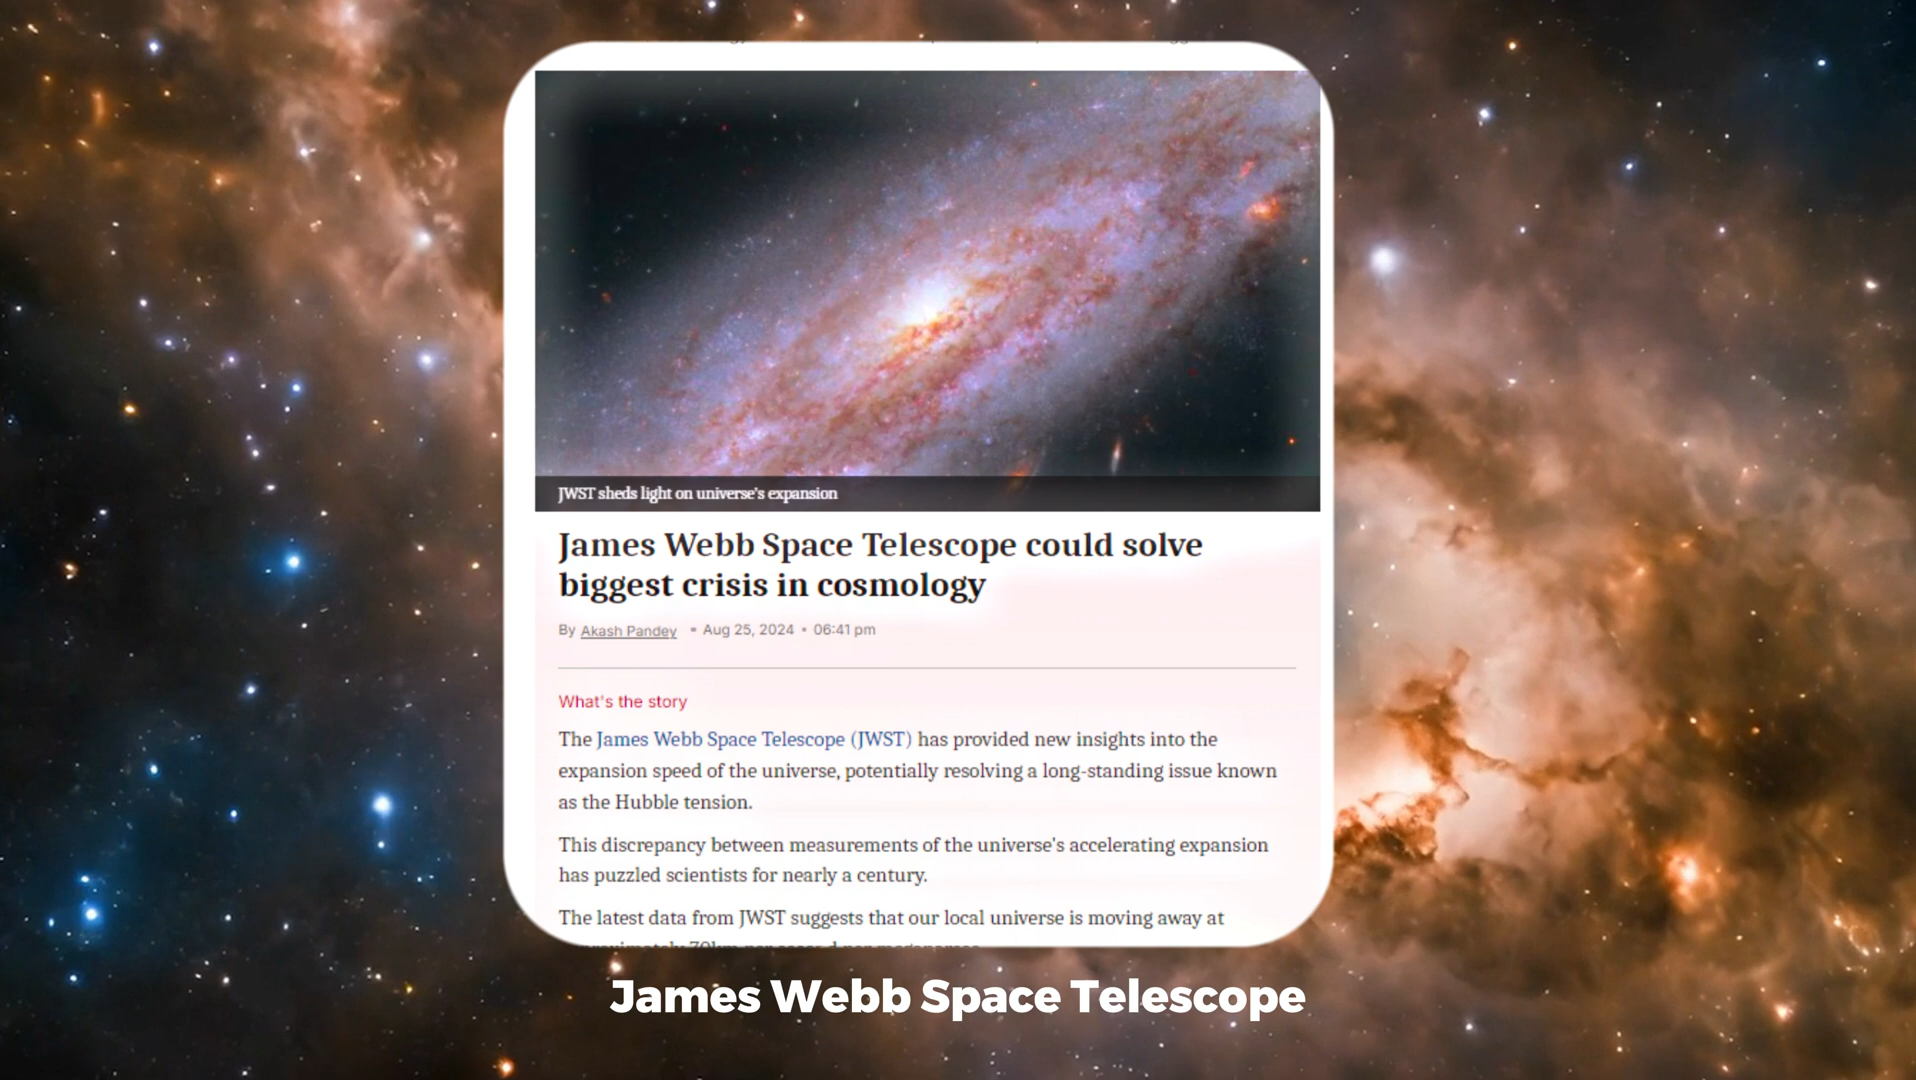 JWST sheds light on universe's expansion
James Webb Space Telescope could solve
biggest crisis in cosmology
By Akash Pandey • Aug 25, 2024 • 06:41 pm
What's the story
The James Webb Space Telescope (JWST) has provided new insights into the
expansion speed of the universe, potentially resolving a long-standing issue known
as the Hubble tension.
This discrepancy between measurements of the universe's accelerating expansion
has puzzled scientists for nearly a century.
The latest data from JWST suggests that our local universe is moving away at
James Webb Space Telescope